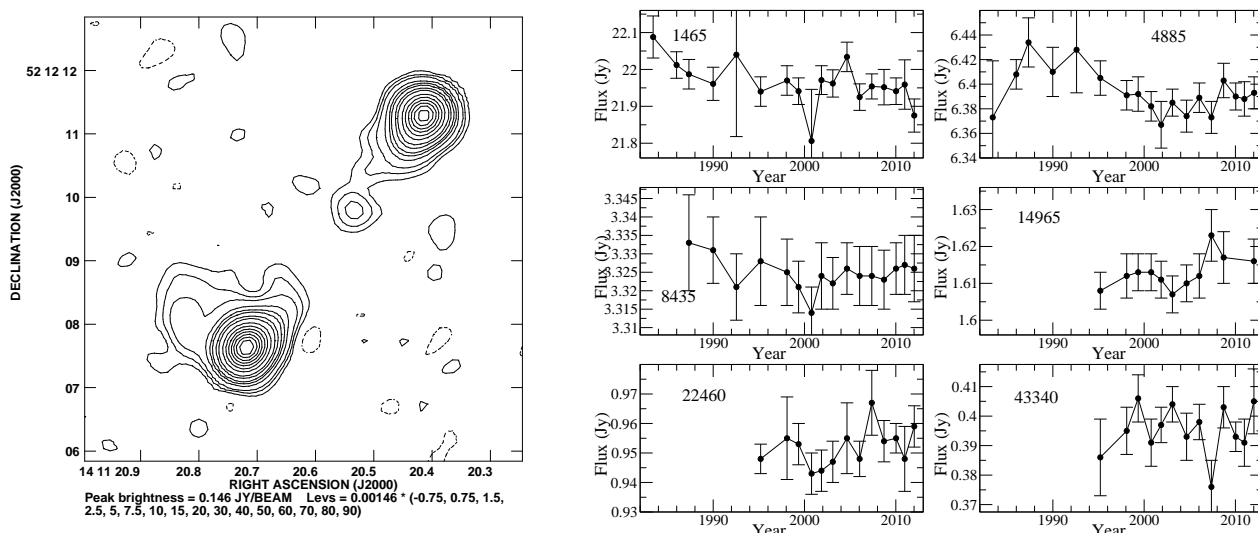 52 12 12
11
10
09
08
07
06
DECLINATION (J2000)
14 11 20.9 20.8 20.7 20.6 20.5 20.4 20.3
RIGHT ASCENSION (J2000)
Peak brightness = 0.146 JY/BEAM Levs = 0.00146 * (-0.75, 0.75, 1.5,
2.5, 5, 7.5, 10, 15, 20, 30, 40, 50, 60, 70, 80, 90)
1465
22.1
22
21.9
21.8
Flux (Jy)
1990 2000 2010
Year
4885
6.44
6.42
6.4
6.38
6.36
6.34
Flux (Jy)
1990 2000 2010
Year
8435
3.345
3.34
3.335
3.33
3.325
3.32
3.315
3.31
Flux (Jy)
1990 2000 2010
Year
14965
1.63
1.62
1.61
1.6
Flux (Jy)
1990 2000 2010
Year
22460
0.97
0.96
0.95
0.94
0.93
Flux (Jy)
1990 2000 2010
Year
43340
0.41
0.4
0.39
0.38
0.37
Flux (Jy)
1990 2000 2010
Year